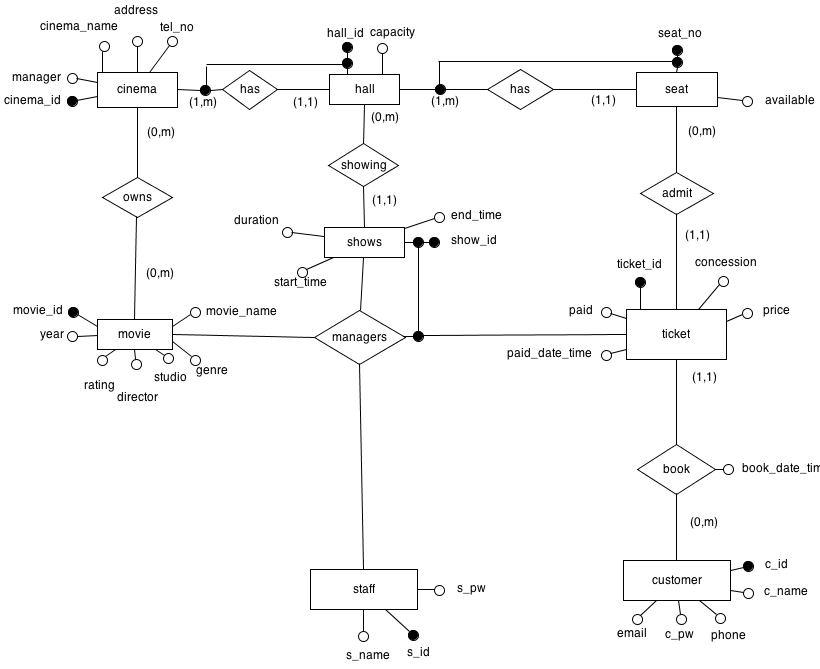 address
cinema_name
tel_no
hall_id
capacity
seat_no
manager
cinema
has
hall
has
seat
cinema_id
(1,m)
(1,1)
(1,m)
(1,1)
available
(0,m)
(0,m)
(0,m)
showing
owns
admit
(1,1)
duration
end_time
shows
show_id
(1,1)
start_time
(0,m)
ticket_id
concession
movie_id
movie_name
paid
price
year
movie
managers
ticket
paid_date_time
rating
studio
genre
director
(1,1)
book
book_date_tim
(0,m)
c_id
staff
s_pw
customer
c_name
s_name
s_id
email
c_pw
phone